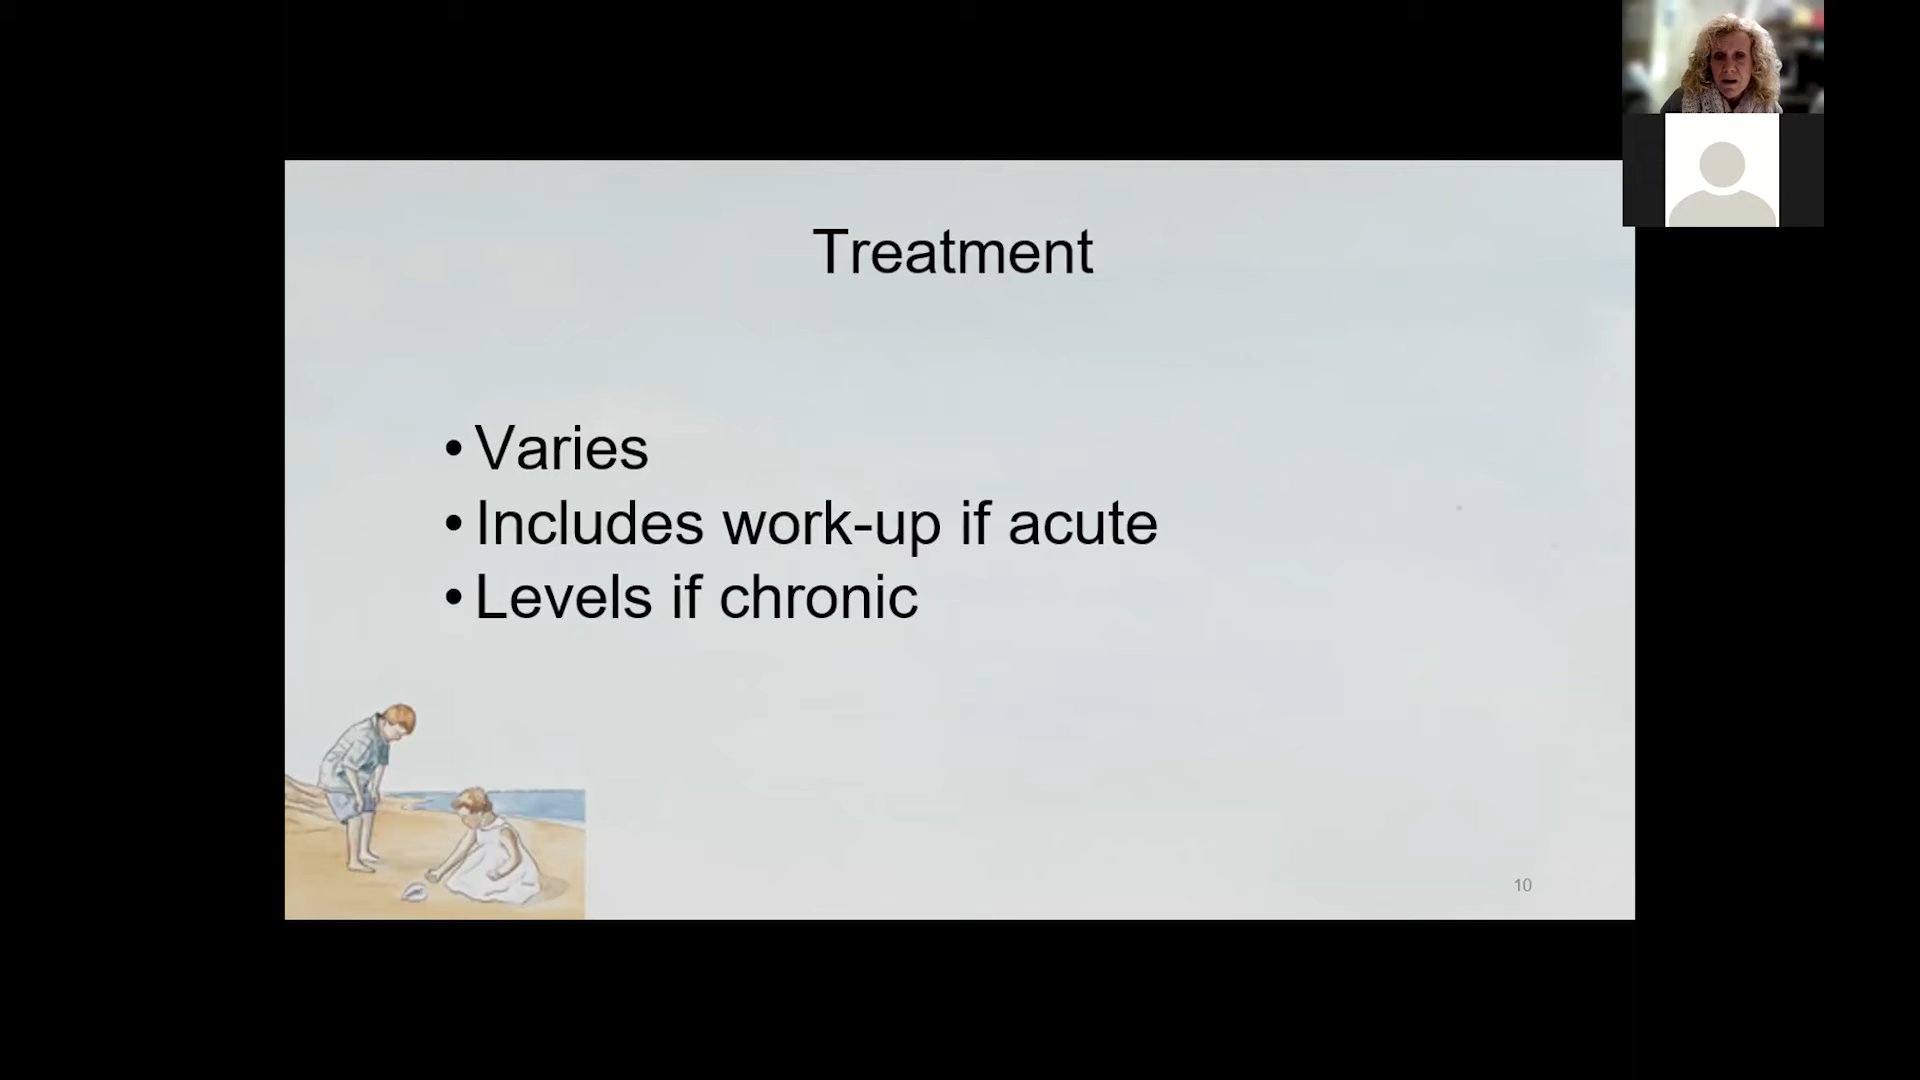 Treatment
• Varies
• Includes work-up if acute
• Levels if chronic
10